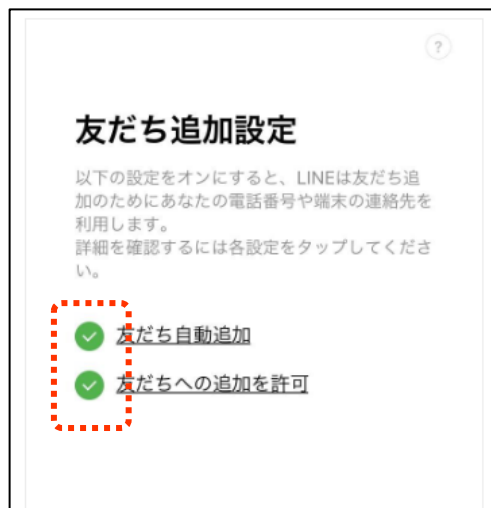 ?
友だち追加設定
以下の設定をオンにすると、LINEは友だち追
加のためにあなたの電話番号や端末の連絡先を
利用します。
詳細を確認するには各設定をタップしてくださ
い。
友だち自動追加
友だちへの追加を許可